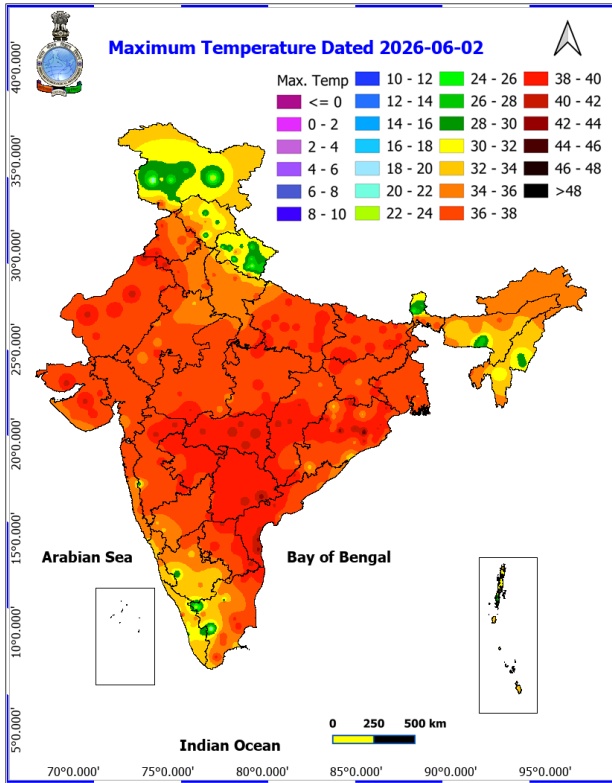 Maximum Temperature Dated 2026-06-02
Max. Temp
<= 0
0 - 2
2 - 4
4 - 6
6 - 8
8 - 10
10 - 12
12 - 14
14 - 16
16 - 18
18 - 20
20 - 22
22 - 24
24 - 26
26 - 28
28 - 30
30 - 32
32 - 34
34 - 36
36 - 38
38 - 40
40 - 42
42 - 44
44 - 46
46 - 48
>48
40°0.000'
35°0.000'
30°0.000'
25°0.000'
20°0.000'
15°0.000'
10°0.000'
5°0.000'
Arabian Sea
Bay of Bengal
Indian Ocean
0 250 500 km
70°0.000' 75°0.000' 80°0.000' 85°0.000' 90°0.000' 95°0.000'